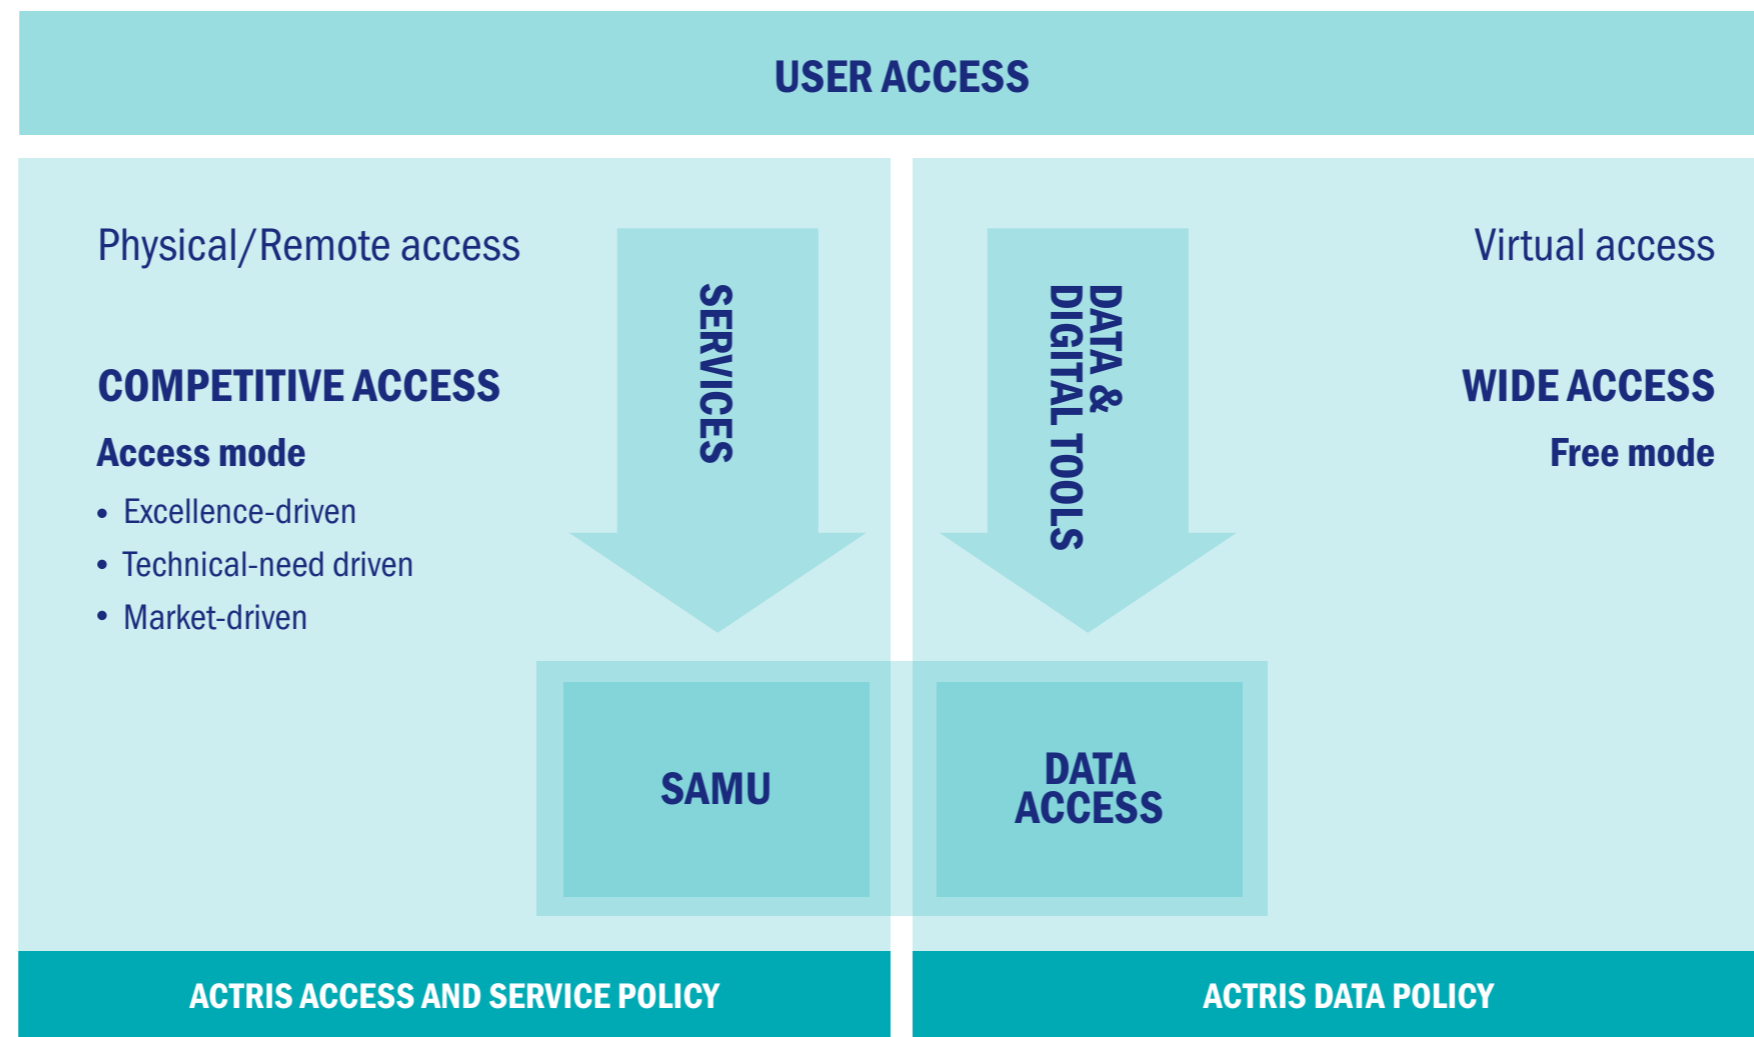 USER ACCESS
Physical/Remote access
COMPETITIVE ACCESS
Access mode
• Excellence-driven
• Technical-need driven
• Market-driven
SERVICES
DATA &
DIGITAL TOOLS
Virtual access
WIDE ACCESS
Free mode
SAMU
DATA
ACCESS
ACTRIS ACCESS AND SERVICE POLICY
ACTRIS DATA POLICY